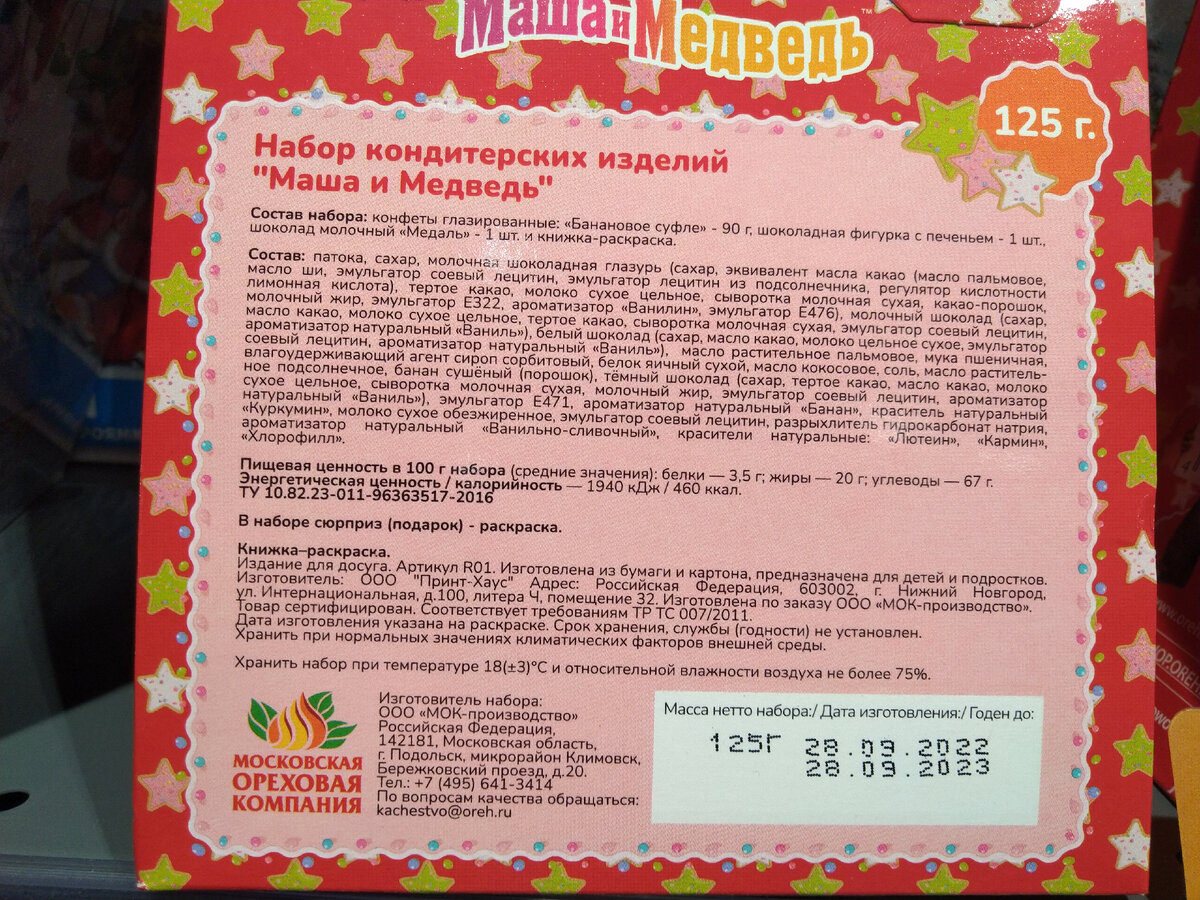 Маша и Медведь™
125 г.
Набор кондитерских изделий
"Маша и Медведь"
Состав набора: конфеты глазированные: «Банановое суфле» - 90 г, шоколадная фигурка с печеньем - 1 шт.,
шоколад молочный «Медаль» - 1 шт. и книжка-раскраска.
Состав: патока, сахар, молочная шоколадная глазурь (сахар, эквивалент масла какао (масло пальмовое,
масло ши, эмульгатор соевый лецитин, эмульгатор лецитин из подсолнечника, регулятор кислотности
лимонная кислота), тертое какао, молоко сухое цельное, сыворотка молочная сухая, какао-порошок,
молочный жир, эмульгатор Е322, ароматизатор «Ванилин», эмульгатор Е476), молочный шоколад (сахар,
масло какао, молоко сухое цельное, тертое какао, сыворотка молочная сухая, эмульгатор соевый лецитин,
ароматизатор натуральный «Ваниль»), белый шоколад (сахар, масло какао, молоко цельное сухое, эмульгатор
соевый лецитин, ароматизатор натуральный «Ваниль»), масло растительное пальмовое, мука пшеничная,
влагоудерживающий агент сироп сорбитовый, белок яичный сухой, масло кокосовое, соль, масло раститель-
ное подсолнечное, банан сушёный (порошок), тёмный шоколад (сахар, тертое какао, масло какао, молоко
сухое цельное, сыворотка молочная сухая, молочный жир, эмульгатор соевый лецитин, ароматизатор
натуральный «Ваниль»), эмульгатор Е471, ароматизатор натуральный «Банан», краситель натуральный
«Куркумин», молоко сухое обезжиренное, эмульгатор соевый лецитин, разрыхлитель гидрокарбонат натрия,
ароматизатор натуральный «Ванильно-сливочный», красители натуральные: «Лютеин», «Кармин»,
«Хлорофилл».
Пищевая ценность в 100 г набора (средние значения): белки — 3,5 г; жиры — 20 г; углеводы — 67 г.
Энергетическая ценность / калорийность — 1940 кДж / 460 ккал.
ТУ 10.82.23-011-96363517-2016
В наборе сюрприз (подарок) - раскраска.
Книжка–раскраска.
Издание для досуга. Артикул R01. Изготовлена из бумаги и картона, предназначена для детей и подростков.
Изготовитель: ООО "Принт-Хаус" Адрес: Российская Федерация, 603002, г. Нижний Новгород,
ул. Интернациональная, д.100, литера Ч, помещение 32. Изготовлена по заказу ООО «МОК-производство».
Товар сертифицирован. Соответствует требованиям ТР ТС 007/2011.
Дата изготовления указана на раскраске. Срок хранения, службы (годности) не установлен.
Хранить при нормальных значениях климатических факторов внешней среды.
Хранить набор при температуре 18(±3)°С и относительной влажности воздуха не более 75%.
МОСКОВСКАЯ
ОРЕХОВАЯ
КОМПАНИЯ
Изготовитель набора:
ООО «МОК-производство»
Российская Федерация,
142181, Московская область,
г. Подольск, микрорайон Климовск,
Бережковский проезд, д.20.
Тел.: +7 (495) 641-3414
По вопросам качества обращаться:
kachestvo@oreh.ru
Масса нетто набора:/ Дата изготовления:/ Годен до:
125Г 28.09.2022
28.09.2023